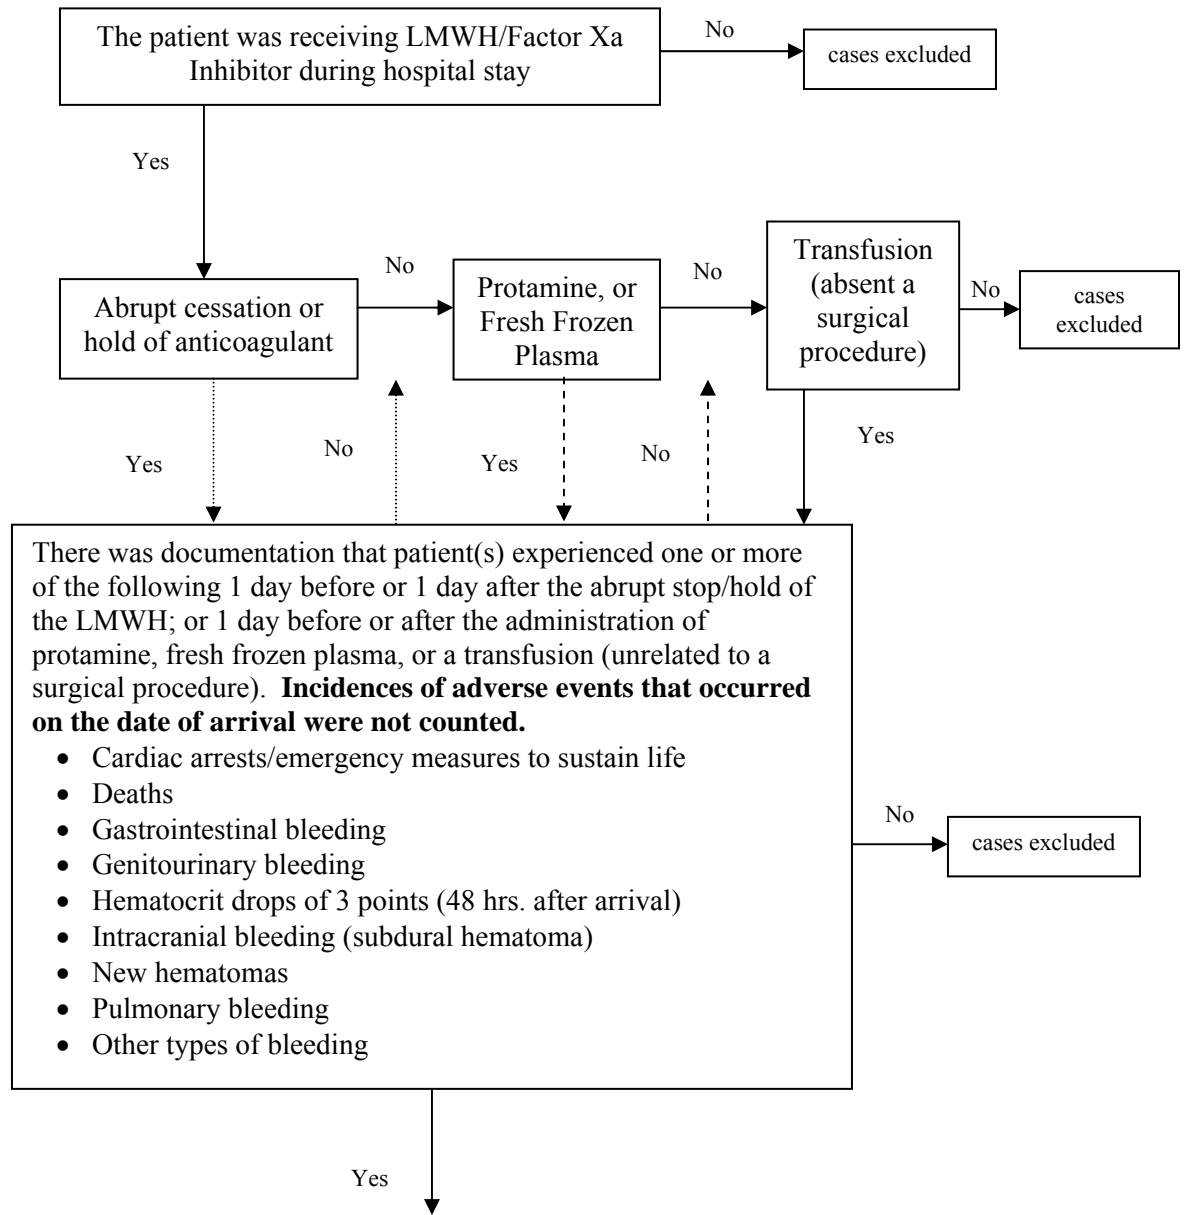 The patient was receiving LMWH/Factor Xa
Inhibitor during hospital stay
No
cases excluded
Yes
Abrupt cessation or
hold of anticoagulant
No
Protamine, or
Fresh Frozen
Plasma
No
Transfusion
(absent a
surgical
procedure)
No
cases
excluded
Yes
No
Yes
No
Yes
There was documentation that patient(s) experienced one or more
of the following 1 day before or 1 day after the abrupt stop/hold of
the LMWH; or 1 day before or after the administration of
protamine, fresh frozen plasma, or a transfusion (unrelated to a
surgical procedure). Incidences of adverse events that occurred
on the date of arrival were not counted.
• Cardiac arrests/emergency measures to sustain life
• Deaths
• Gastrointestinal bleeding
• Genitourinary bleeding
• Hematocrit drops of 3 points (48 hrs. after arrival)
• Intracranial bleeding (subdural hematoma)
• New hematomas
• Pulmonary bleeding
• Other types of bleeding
No
cases excluded
Yes